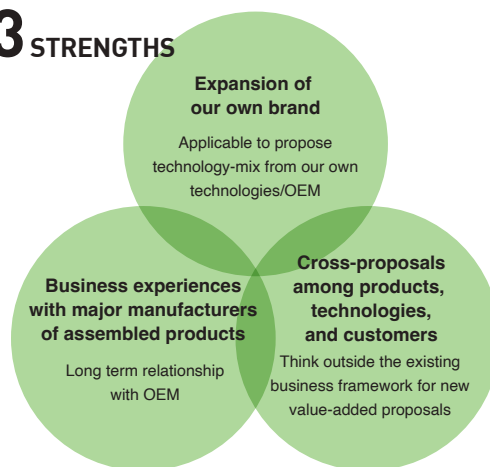 3 STRENGTHS
Expansion of
our own brand
Applicable to propose
technology-mix from our own
technologies/OEM
Business experiences
with major manufacturers
of assembled products
Long term relationship
with OEM
Cross-proposals
among products,
technologies,
and customers
Think outside the existing
business framework for new
value-added proposals